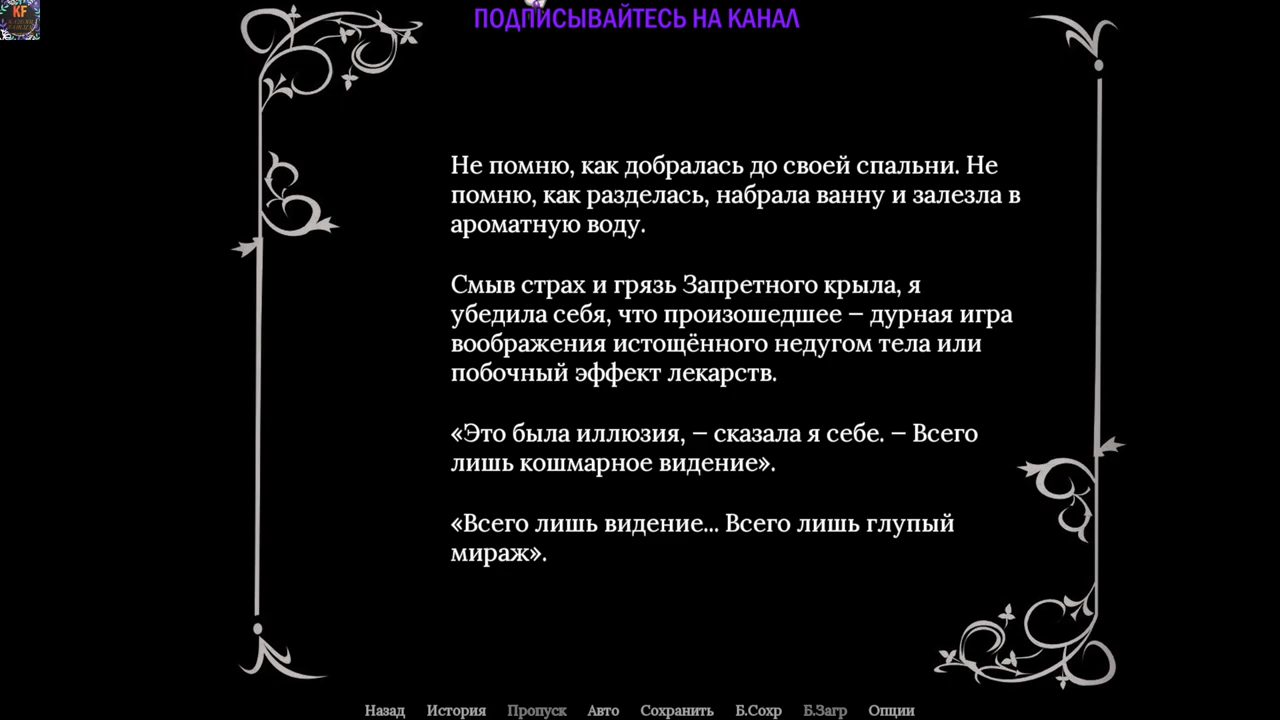 KF
ПОДПИСЫВАЙТЕСЬ НА КАНАЛ
Не помню, как добралась до своей спальни. Не
помню, как разделась, набрала ванну и залезла в
ароматную воду.
Смыв страх и грязь Запретного крыла, я
убедила себя, что произошедшее — дурная игра
воображения истощённого недугом тела или
побочный эффект лекарств.
«Это была иллюзия, — сказала я себе. — Всего
лишь кошмарное видение».
«Всего лишь видение... Всего лишь глупый
мираж».
Назад История Пропуск Авто Сохранить Б.Сохр Б.Загр Опции